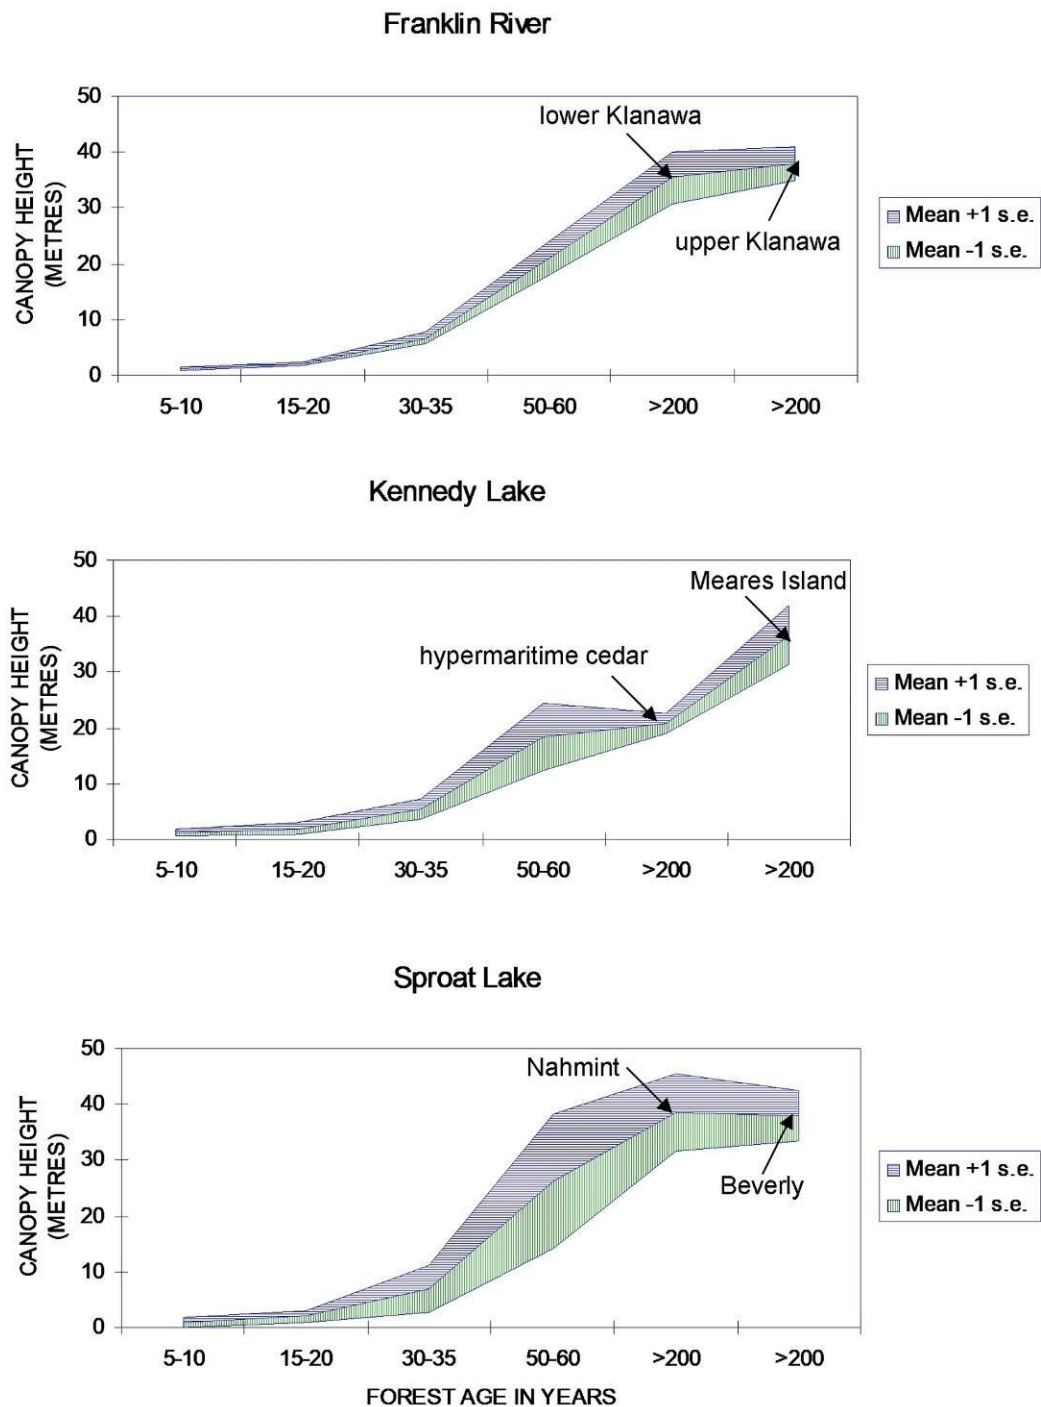 Franklin River
50
40
30
20
10
0
CANOPY HEIGHT
(METRES)
lower Klanawa
upper Klanawa
Mean +1 s.e.
Mean -1 s.e.
5-10 15-20 30-35 50-60 >200 >200
Kennedy Lake
50
40
30
20
10
0
CANOPY HEIGHT
(METRES)
Meares Island
hypermaritime cedar
Mean +1 s.e.
Mean -1 s.e.
5-10 15-20 30-35 50-60 >200 >200
Sproat Lake
50
40
30
20
10
0
CANOPY HEIGHT
(METRES)
Nahmint
Beverly
Mean +1 s.e.
Mean -1 s.e.
5-10 15-20 30-35 50-60 >200 >200
FOREST AGE IN YEARS